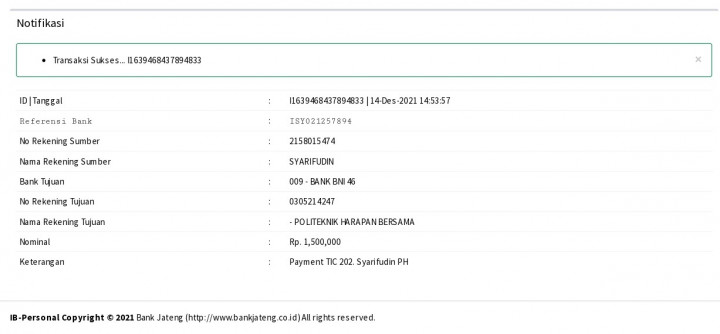 Notifikasi
• Transaksi Sukses... I1639468437894833 ×
ID|Tanggal : I1639468437894833 | 14-Des-2021 14:53:57
Referensi Bank : ISY021257894
No Rekening Sumber : 2158015474
Nama Rekening Sumber : SYARIFUDIN
Bank Tujuan : 009 - BANK BNI 46
No Rekening Tujuan : 0305214247
Nama Rekening Tujuan : - POLITEKNIK HARAPAN BERSAMA
Nominal : Rp. 1,500,000
Keterangan : Payment TIC 202. Syarifudin PH
IB-Personal Copyright © 2021 Bank Jateng (http://www.bankjateng.co.id) All rights reserved.